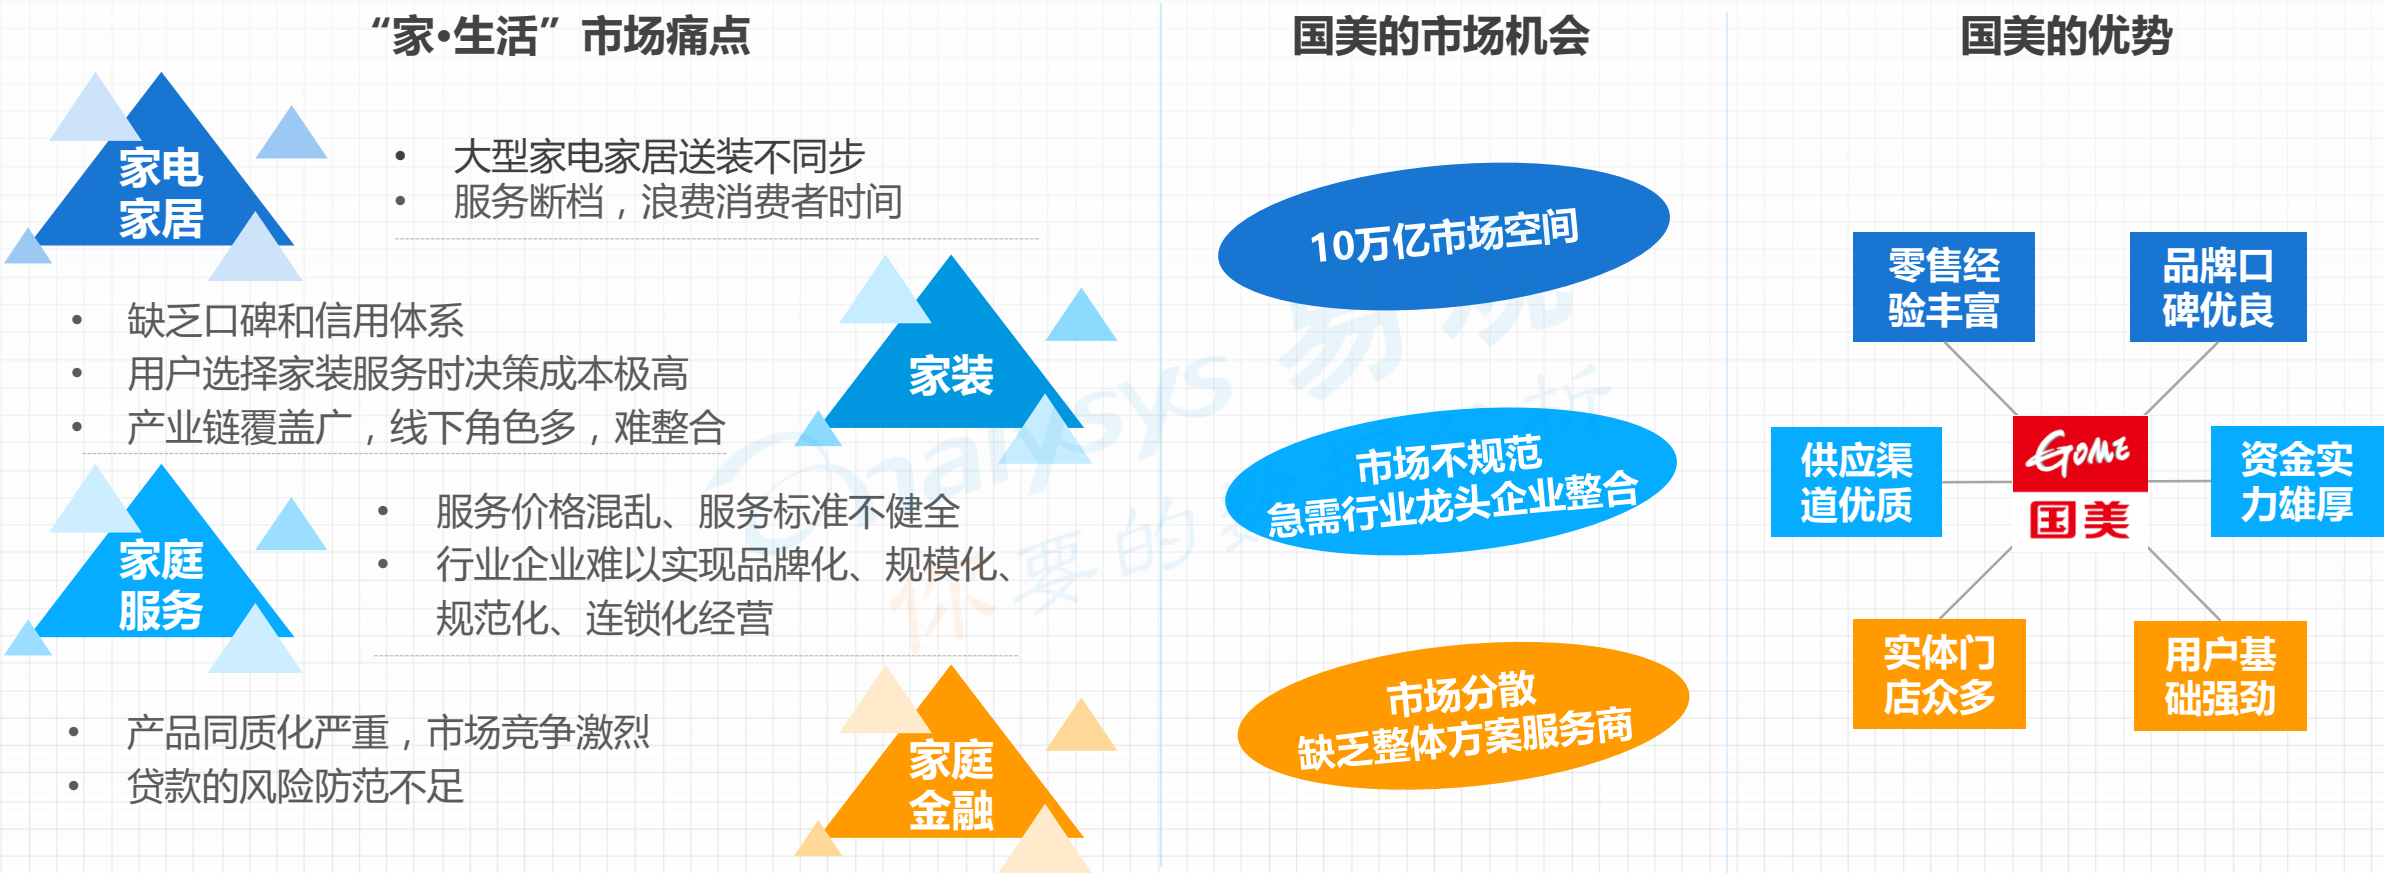 “家·生活”市场痛点
家电
家居
• 大型家电家居送装不同步
• 服务断档，浪费消费者时间
• 缺乏口碑和信用体系
• 用户选择家装服务时决策成本极高
• 产业链覆盖广，线下角色多，难整合
家装
家庭
服务
• 服务价格混乱、服务标准不健全
• 行业企业难以实现品牌化、规模化、
规范化、连锁化经营
• 产品同质化严重，市场竞争激烈
• 贷款的风险防范不足
家庭
金融
国美的市场机会
10万亿市场空间
市场不规范
急需行业龙头企业整合
市场分散
缺乏整体方案服务商
国美的优势
零售经
验丰富
品牌口
碑优良
供应渠
道优质
GOME
国美
资金实
力雄厚
实体门
店众多
用户基
础强劲
analysys 易观
你要的数据分析